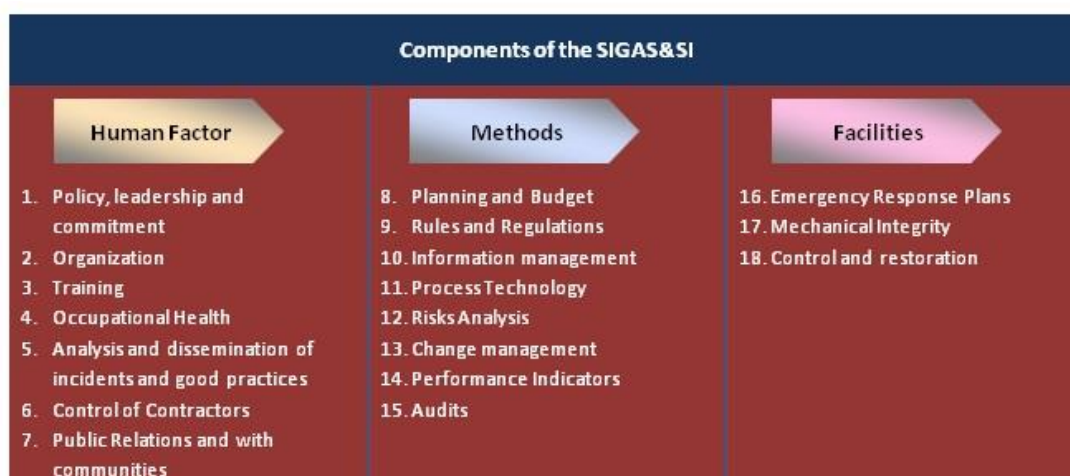 Components of the SIGAS&SI
Human Factor
1. Policy, leadership and
commitment
2. Organization
3. Training
4. Occupational Health
5. Analysis and dissemination of
incidents and good practices
6. Control of Contractors
7. Public Relations and with
communities
Methods
8. Planning and Budget
9. Rules and Regulations
10. Information management
11. Process Technology
12. Risks Analysis
13. Change management
14. Performance Indicators
15. Audits
Facilities
16. Emergency Response Plans
17. Mechanical Integrity
18. Control and restoration